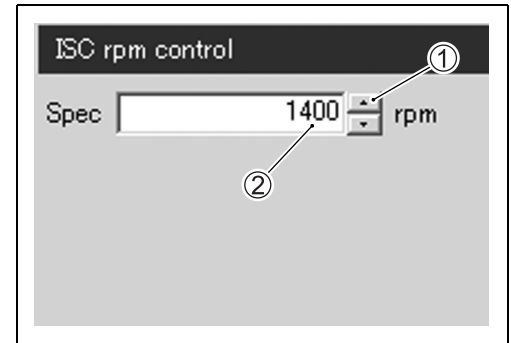 ISC rpm control
①
Spec 1400 rpm
②